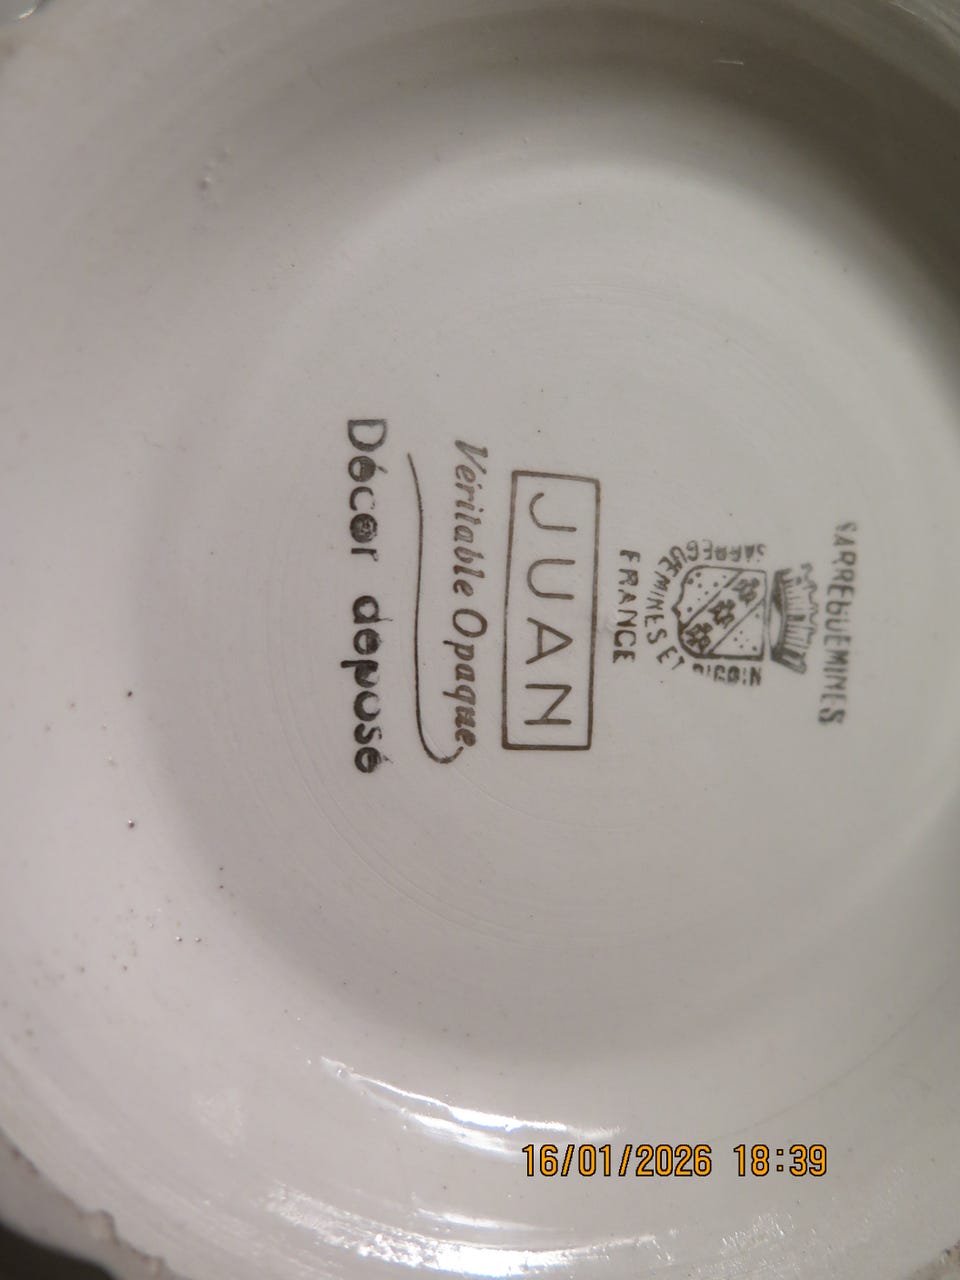 SARREGUEMINES
SARREGUEMINES ET DIGOIN
FRANCE
JUAN
Véritable Opaque
Décor déposé
16/01/2026 18:39